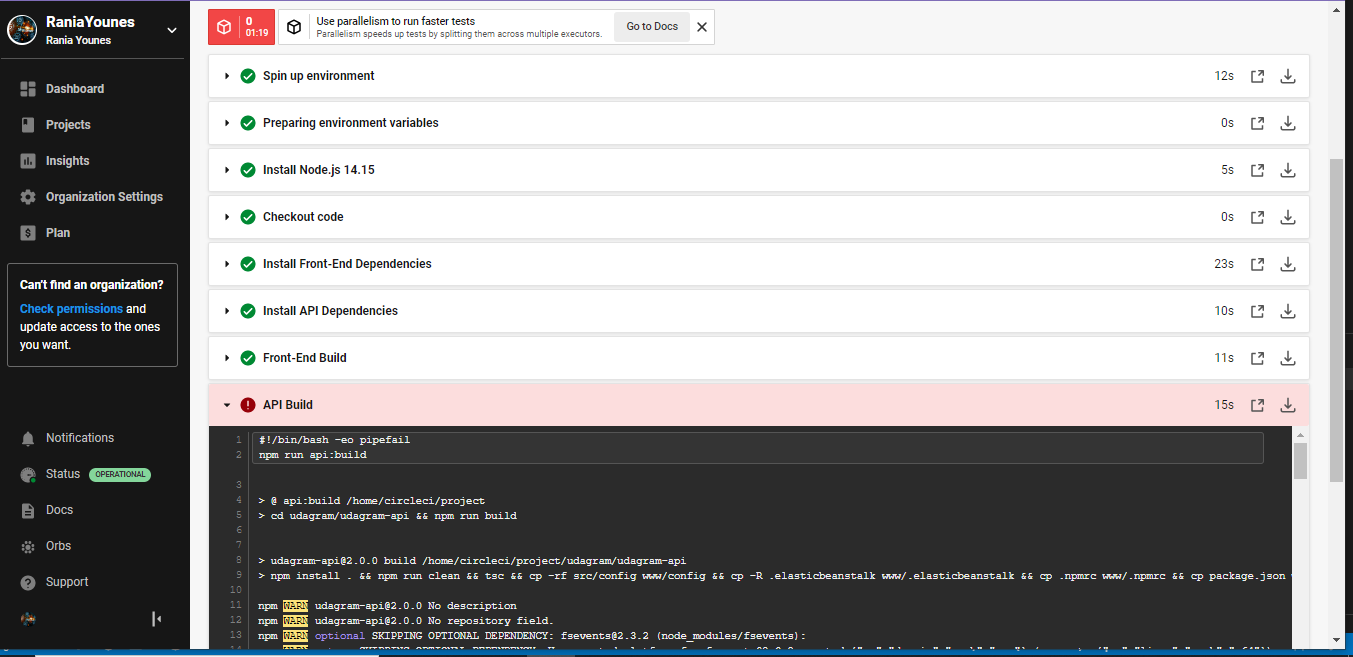 RaniaYounes
Rania Younes
Dashboard
Projects
Insights
Organization Settings
Plan
Can't find an organization?
Check permissions and
update access to the ones
you want.
Notifications
Status OPERATIONAL
Docs
Orbs
Support
0
01:19
Use parallelism to run faster tests
Parallelism speeds up tests by splitting them across multiple executors.
Go to Docs
Spin up environment 12s
Preparing environment variables 0s
Install Node.js 14.15 5s
Checkout code 0s
Install Front-End Dependencies 23s
Install API Dependencies 10s
Front-End Build 11s
API Build 15s
1 #!/bin/bash -eo pipefail
2 npm run api:build
3
4 > @ api:build /home/circleci/project
5 > cd udagram/udagram-api && npm run build
6
7
8 > udagram-api@2.0.0 build /home/circleci/project/udagram/udagram-api
9 > npm install . && npm run clean && tsc && cp -rf src/config www/config && cp -R .elasticbeanstalk www/.elasticbeanstalk && cp .npmrc www/.npmrc && cp package.json
10
11 npm WARN udagram-api@2.0.0 No description
12 npm WARN udagram-api@2.0.0 No repository field.
13 npm WARN optional SKIPPING OPTIONAL DEPENDENCY: fsevents@2.3.2 (node_modules/fsevents):